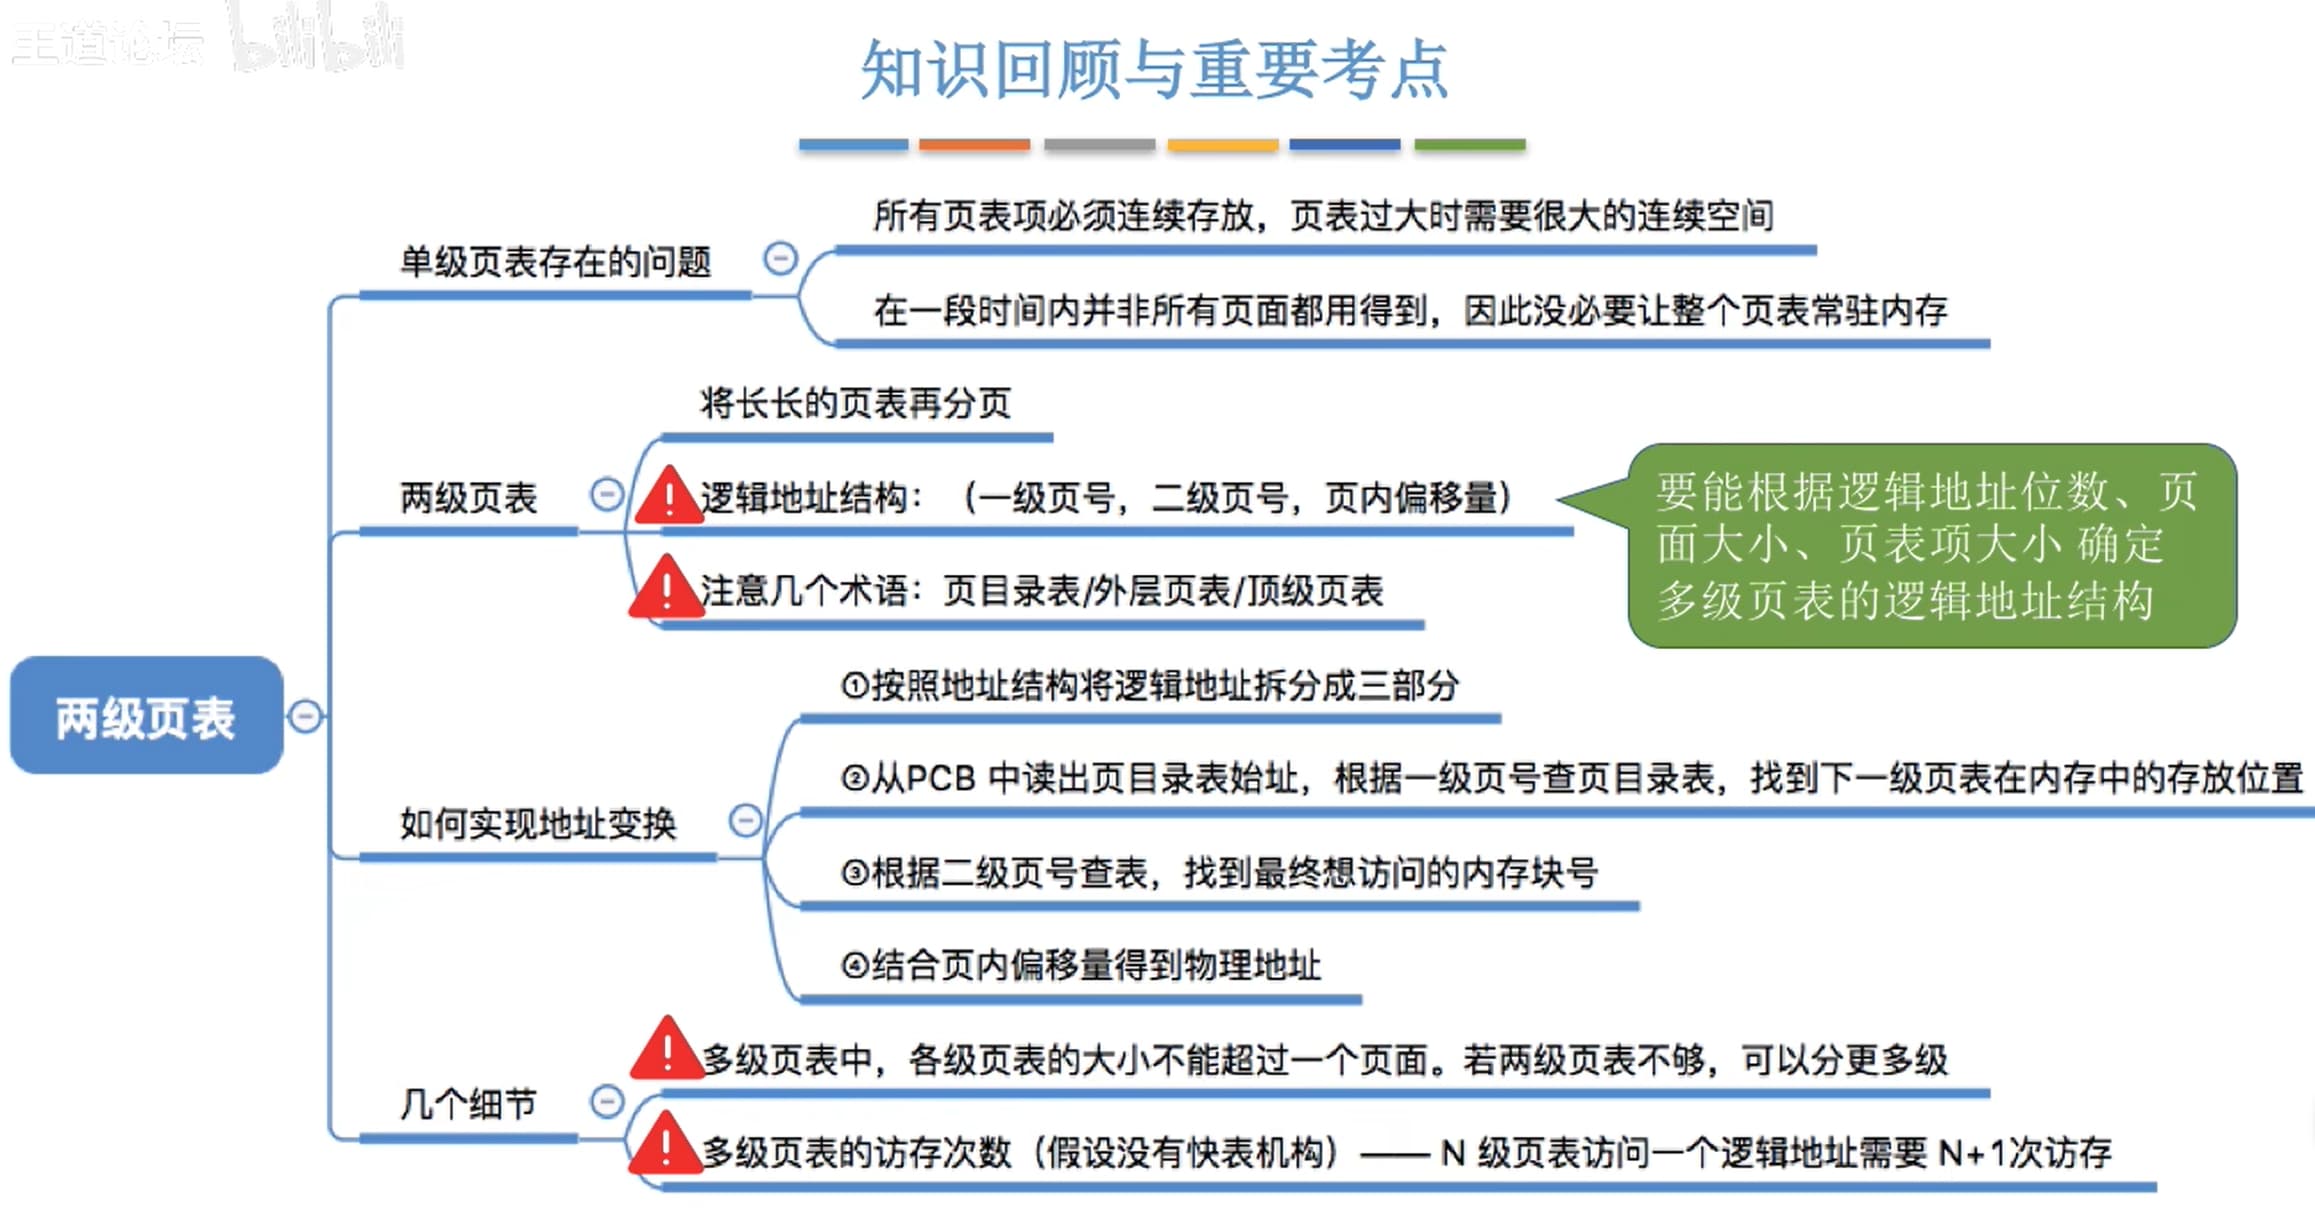 王道论坛 bilibili
知识回顾与重要考点
所有页表项必须连续存放，页表过大时需要很大的连续空间
单级页表存在的问题
在一段时间内并非所有页面都用得到，因此没必要让整个页表常驻内存
将长长的页表再分页
两级页表
逻辑地址结构：（一级页号，二级页号，页内偏移量）
要能根据逻辑地址位数、页
面大小、页表项大小 确定
多级页表的逻辑地址结构
注意几个术语：页目录表/外层页表/顶级页表
两级页表
①按照地址结构将逻辑地址拆分成三部分
②从PCB 中读出页目录表始址，根据一级页号查页目录表，找到下一级页表在内存中的存放位置
如何实现地址变换
③根据二级页号查表，找到最终想访问的内存块号
④结合页内偏移量得到物理地址
多级页表中，各级页表的大小不能超过一个页面。若两级页表不够，可以分更多级
几个细节
多级页表的访存次数（假设没有快表机构）—— N 级页表访问一个逻辑地址需要 N+1次访存